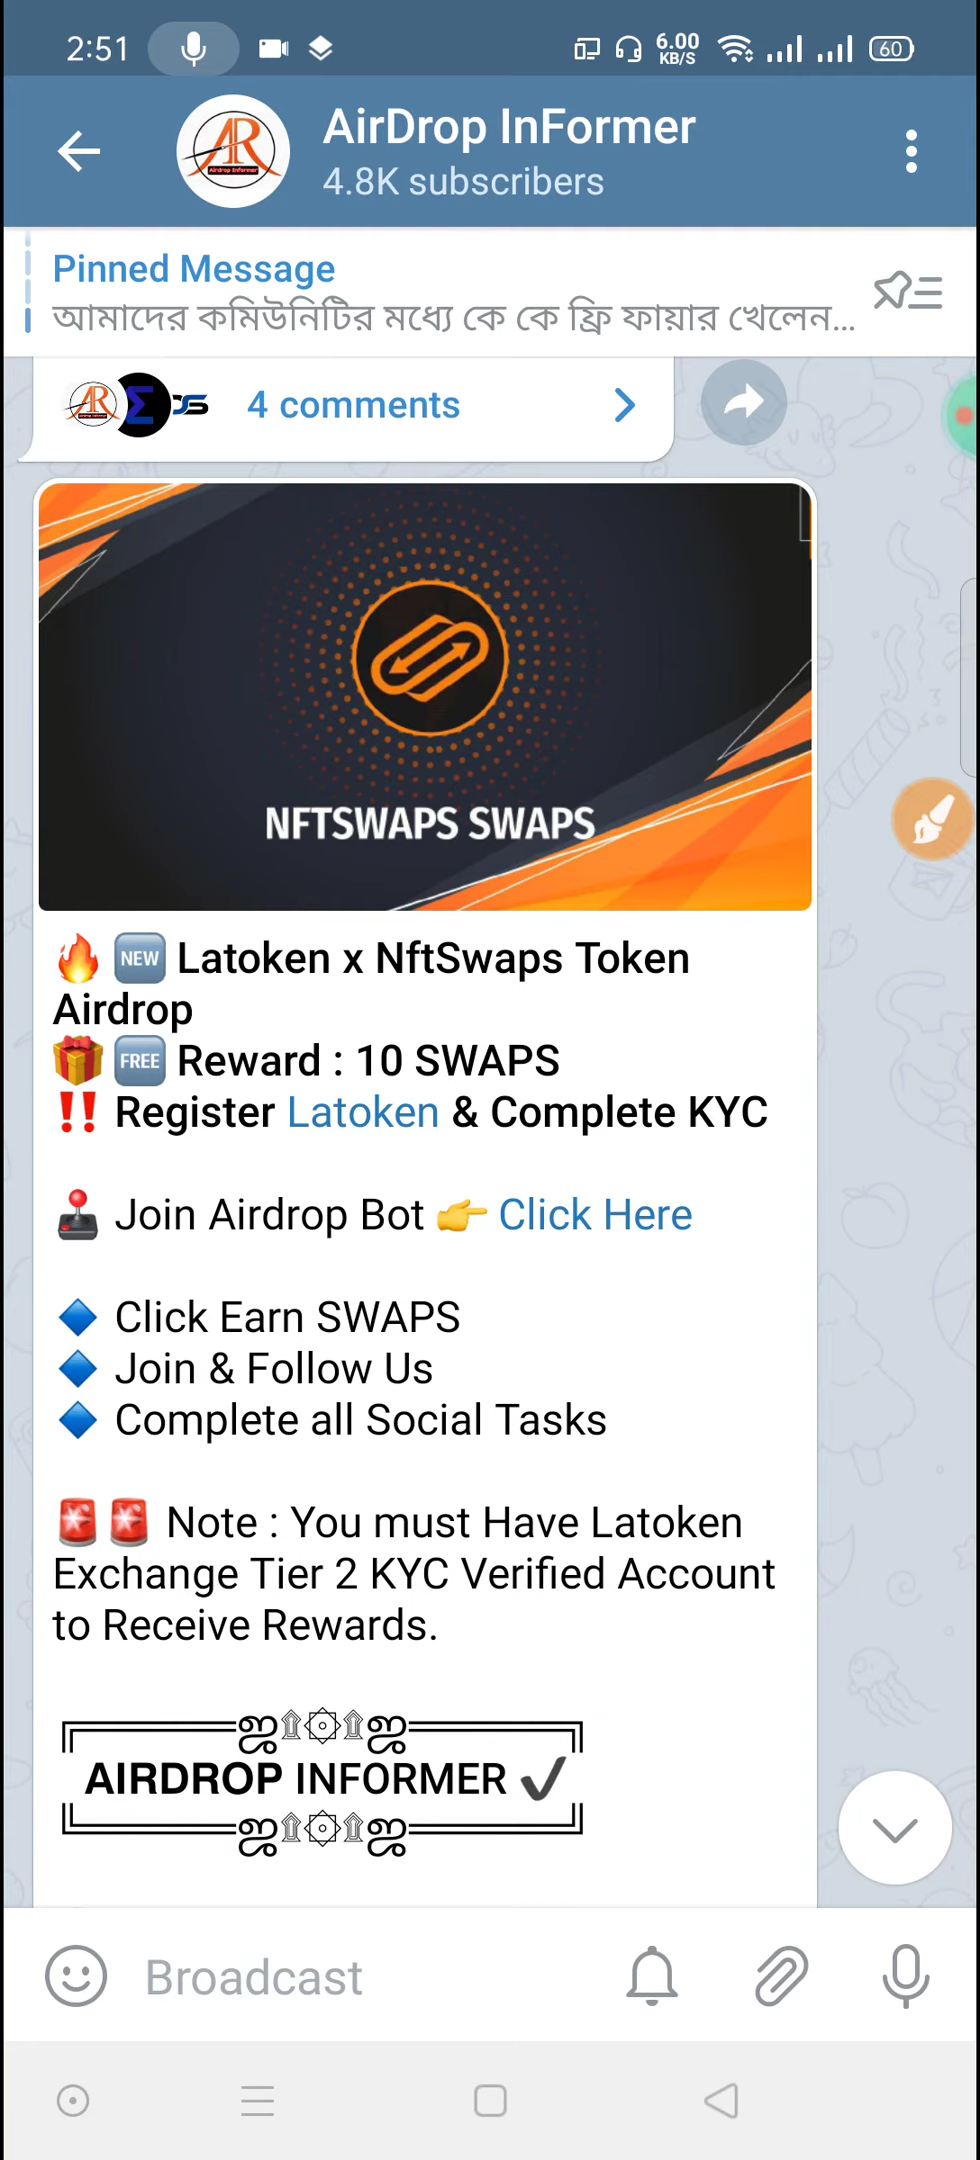 2:51
6.00
KB/S
60
AirDrop InFormer
4.8K subscribers
Pinned Message
আমাদের কমিউনিটির মধ্যে কে কে ফ্রি ফায়ার খেলেন...
4 comments
NFTSWAPS SWAPS
🔥 🆕 Latoken x NftSwaps Token
Airdrop
🎁 🆓 Reward : 10 SWAPS
‼️ Register Latoken & Complete KYC
🕹 Join Airdrop Bot 👉 Click Here
🔹 Click Earn SWAPS
🔹 Join & Follow Us
🔹 Complete all Social Tasks
🚨🚨 Note : You must Have Latoken
Exchange Tier 2 KYC Verified Account
to Receive Rewards.
╔═════ஜ۩۞۩ஜ═════╗
AIRDROP INFORMER ✔
╚═════ஜ۩۞۩ஜ═════╝
Broadcast